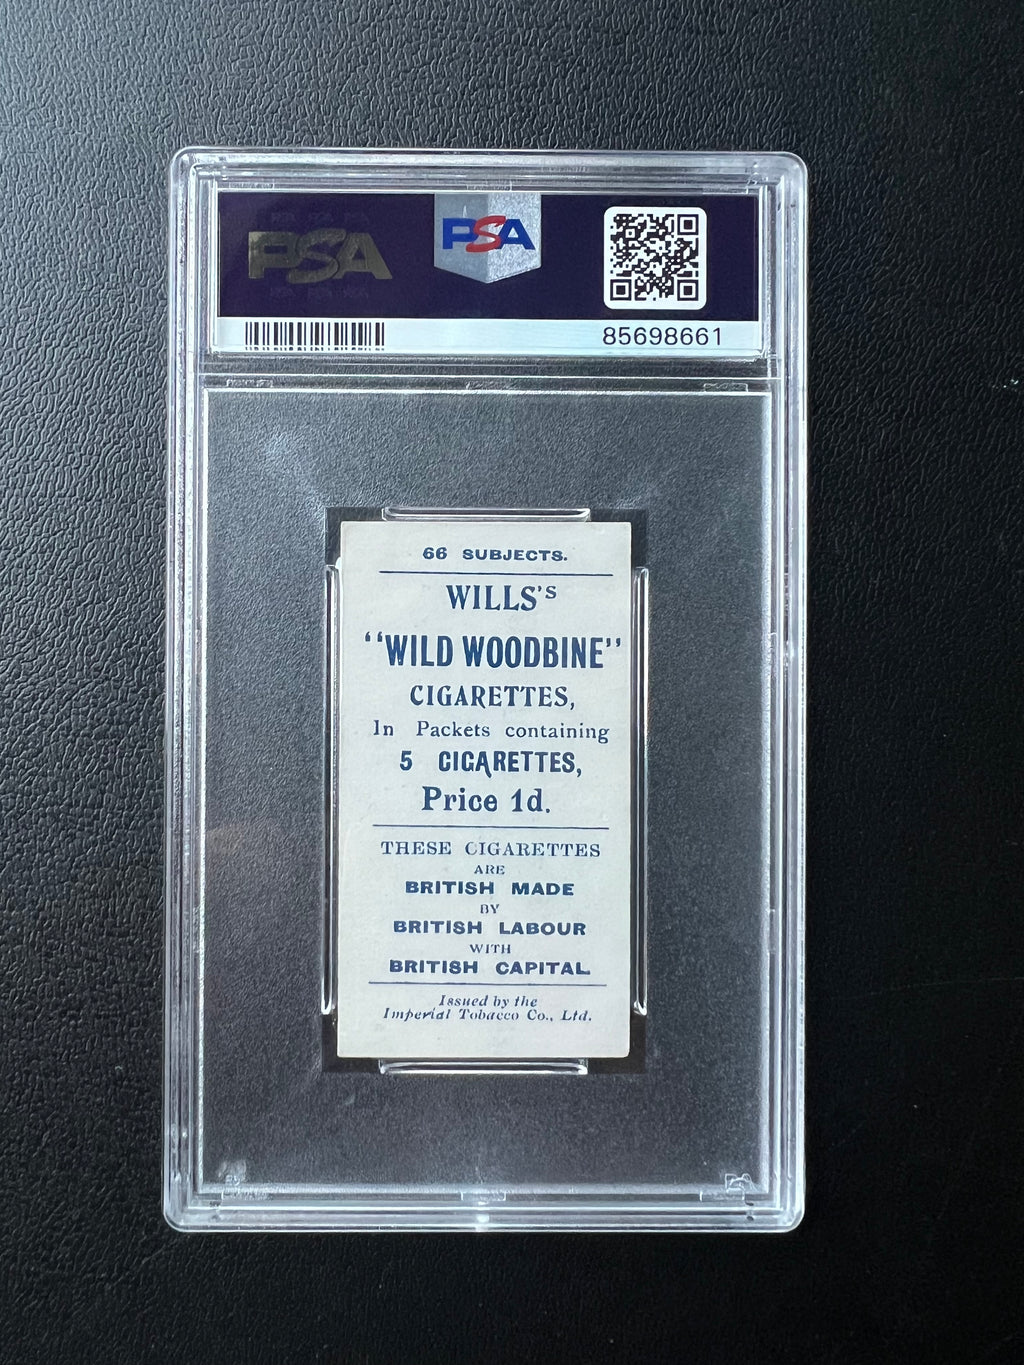 PSA
PSA
85698661
66 SUBJECTS.
WILLS'S
"WILD WOODBINE"
CIGARETTES,
In Packets containing
5 CIGARETTES,
Price 1d.
THESE CIGARETTES
ARE
BRITISH MADE
BY
BRITISH LABOUR
WITH
BRITISH CAPITAL
Issued by the
Imperial Tobacco Co., Ltd.